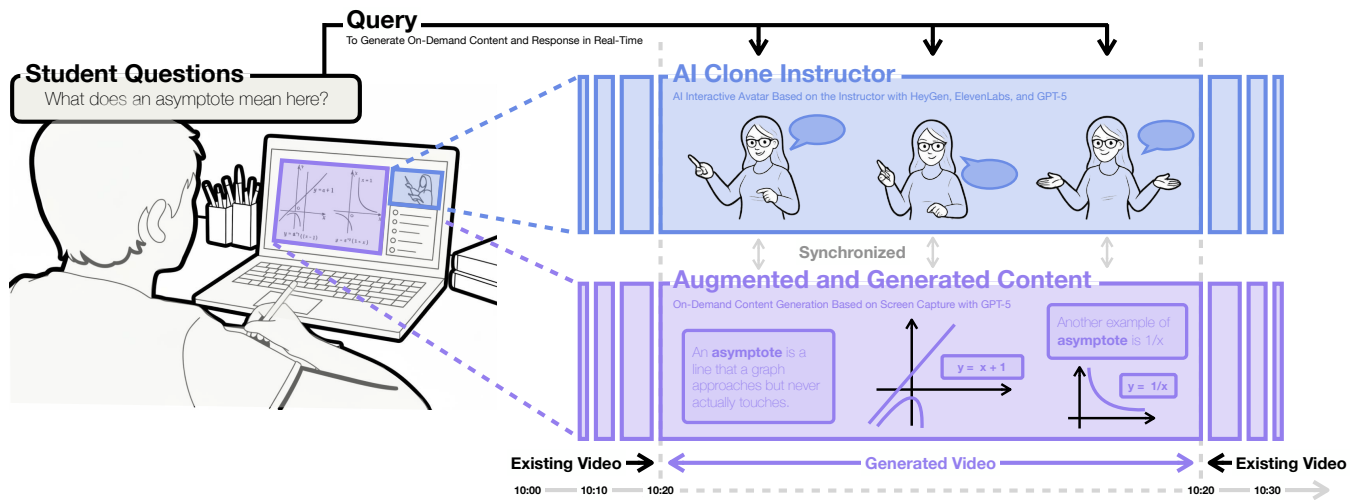 Query
To Generate On-Demand Content and Response in Real-Time
Student Questions
What does an asymptote mean here?
AI Clone Instructor
AI Interactive Avatar Based on the Instructor with HeyGen, ElevenLabs, and GPT-5
Synchronized
Augmented and Generated Content
On-Demand Content Generation Based on Screen Capture with GPT-5
An asymptote is a
line that a graph
approaches but never
actually touches.
y = x + 1
Another example of
asymptote is 1/x
y = 1/x
y=x+1
Existing Video
Generated Video
Existing Video
10:00
10:10
10:20
10:20
10:30